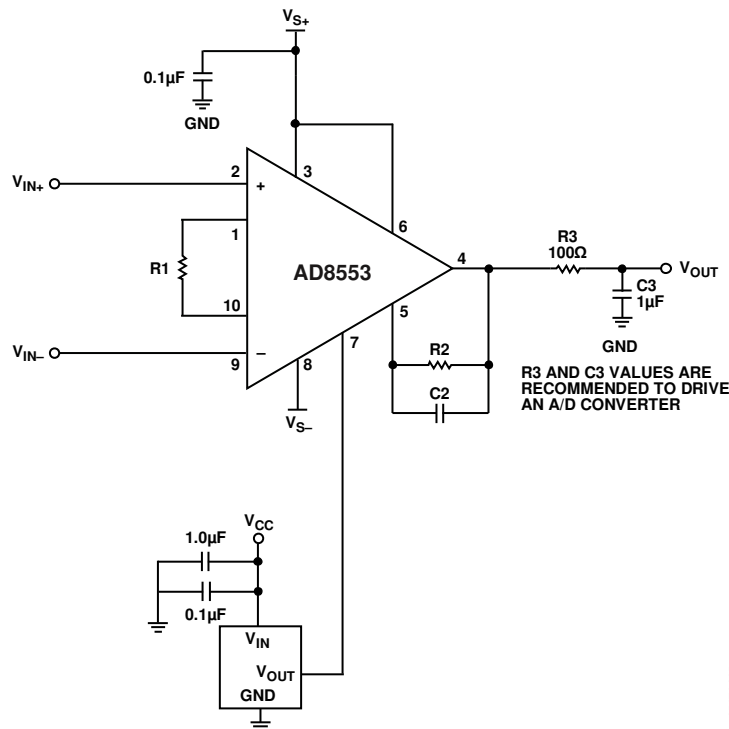 VS+
0.1µF
GND
2
3
VIN+
+
1
6
R3
100Ω
R1
AD8553
4
VOUT
C3
1µF
10
5
GND
VIN–
–
7
R2
9
8
R3 AND C3 VALUES ARE
RECOMMENDED TO DRIVE
AN A/D CONVERTER
C2
VS–
VCC
1.0µF
0.1µF
VIN
VOUT
GND